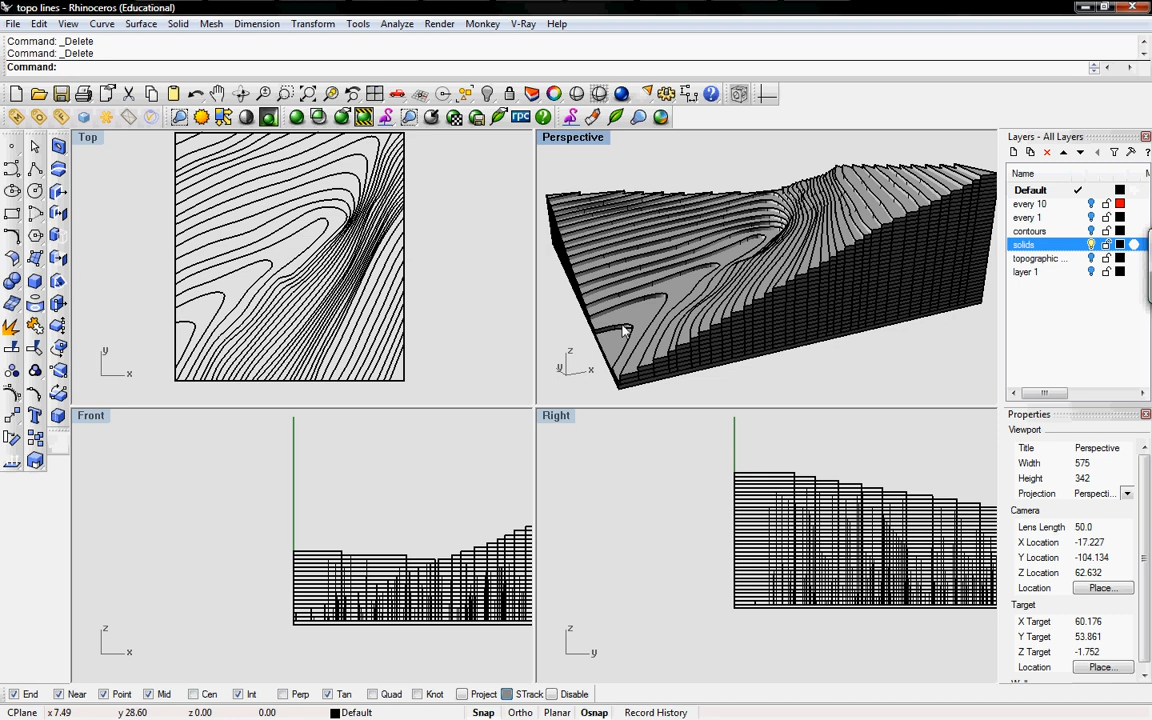 topo lines - Rhinoceros (Educational)
File Edit View Curve Surface Solid Mesh Dimension Transform Tools Analyze Render Monkey V-Ray Help
Command: _Delete
Command: _Delete
Command:
rpc
Top
Perspective
Layers - All Layers
Name
Default
every 10
every 1
contours
solids
topographic ...
layer 1
y
x
z
y x
Front
Right
Properties
Viewport
Title Perspective
Width 575
Height 342
Projection Perspecti...
Camera
Lens Length 50.0
X Location -17.227
Y Location -104.134
Z Location 62.632
Location Place...
Target
X Target 60.176
Y Target 53.861
Z Target -1.752
Location Place...
z
x
z
y
End Near Point Mid Cen Int Perp Tan Quad Knot Project STrack Disable
CPlane x 7.49 y 28.60 z 0.00 0.00 Default Snap Ortho Planar Osnap Record History